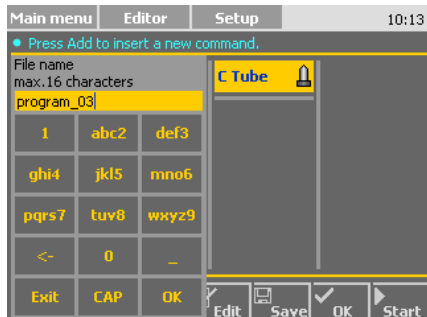 Main menu Editor Setup 10:13
Press Add to insert a new command.
File name
max.16 characters
program_03
C Tube
1 abc2 def3
ghi4 jkl5 mno6
pqrs7 tuv8 wxyz9
<- 0 _
Exit CAP OK
Edit Save OK Start